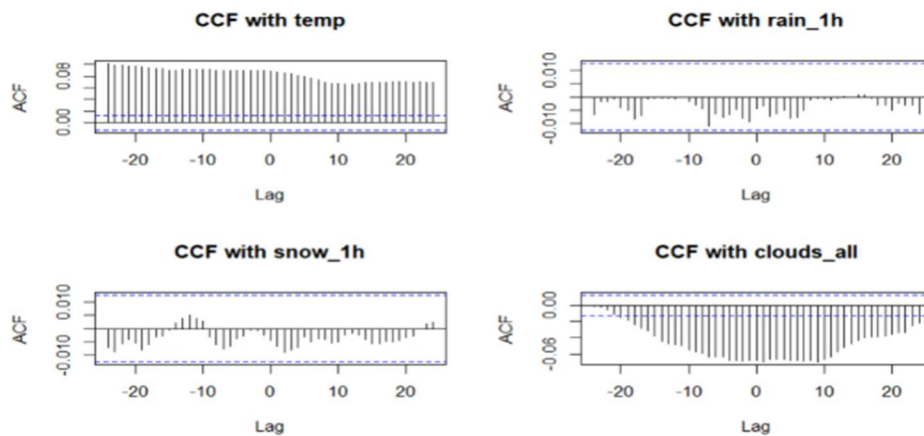 CCF with temp
ACF
0.00
0.08
-20
-10
0
10
20
Lag
CCF with rain_1h
ACF
-0.010
0.010
-20
-10
0
10
20
Lag
CCF with snow_1h
ACF
-0.010
0.010
-20
-10
0
10
20
Lag
CCF with clouds_all
ACF
-0.06
0.00
-20
-10
0
10
20
Lag